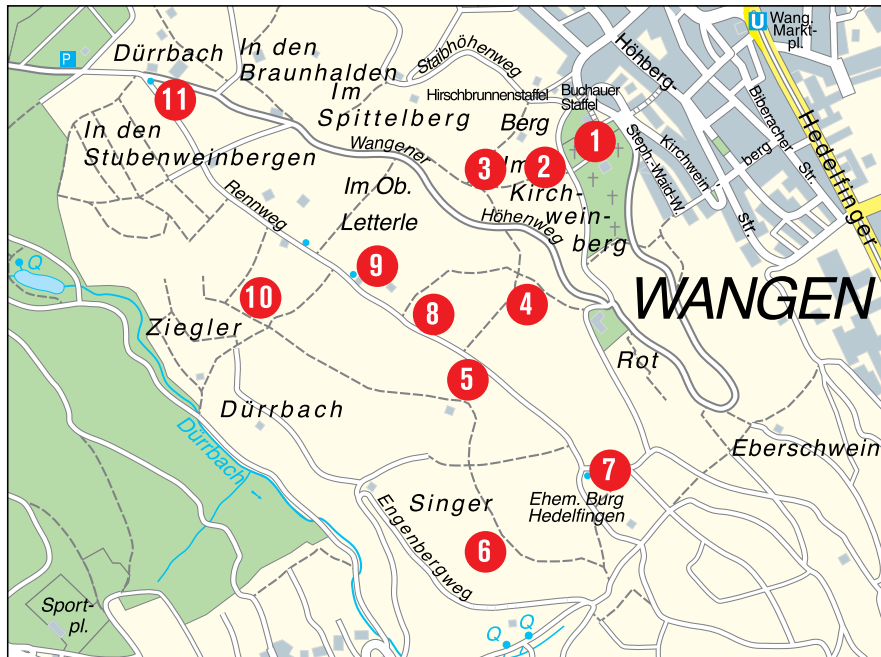 P
Dürrbach
In den
Braunhalden
Staibhöhenweg
Höhberg-
U
Wang.
Markt-
pl.
11
Im
Spittelberg
Hirschbrunnenstaffel
Buchauer
Staffel
Berg
1
Biberacher Str.
Hedelfinger
In den
Stubenweinbergen
Wangener
Höhenweg
3
2
Im
Kirch-
wein-
berg
Steph.-Wald-W.
Kirchwein
berg
str.
Rennweg
Im Ob.
Letterle
9
Q
10
Ziegler
8
4
WANGEN
5
Rot
Dürrbach
Dürrbach
Eberschwein
7
Singer
Ehem. Burg
Hedelfingen
Engenbergweg
6
Sport-
pl.
Q
Q